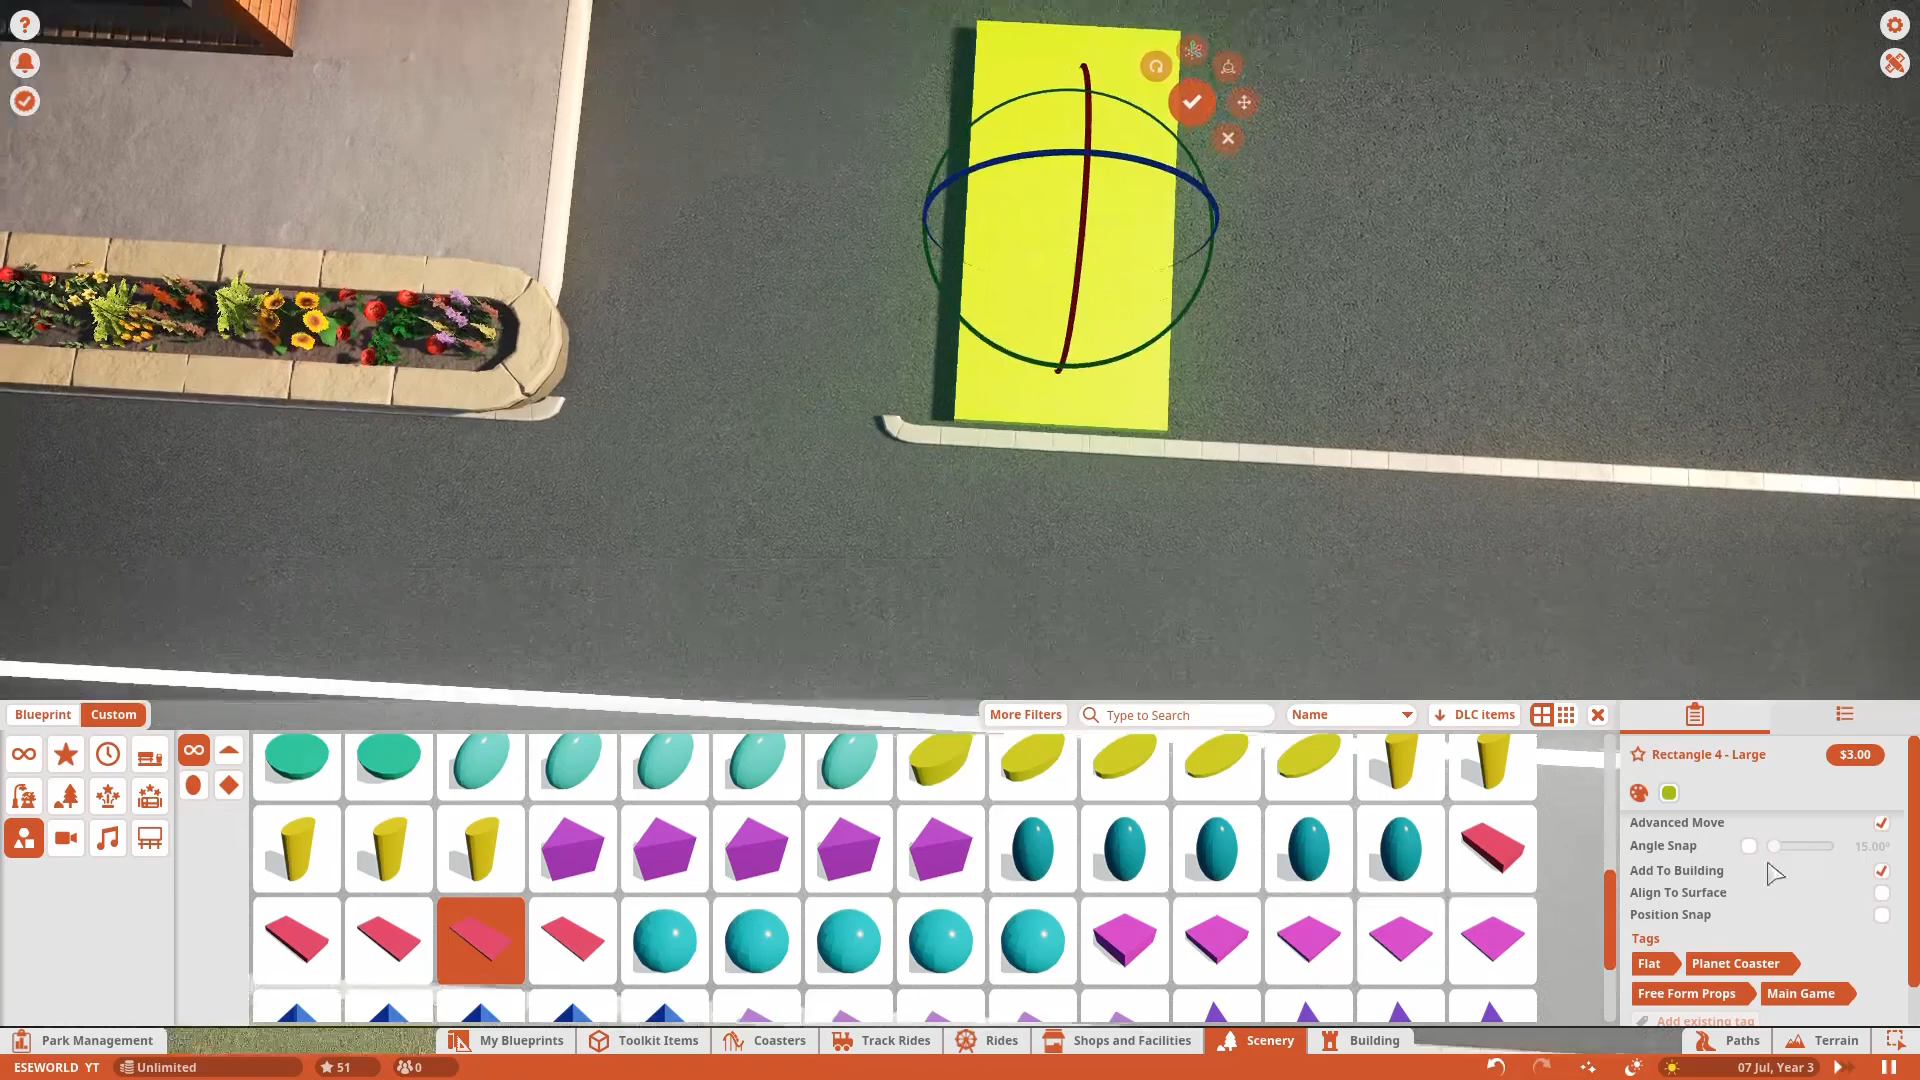 ?
Blueprint
Custom
More Filters
Type to Search
Name
DLC items
Rectangle 4 - Large
$3.00
Advanced Move
Angle Snap
15.00°
Add To Building
Align To Surface
Position Snap
Tags
Flat
Planet Coaster
Free Form Props
Main Game
Add existing tag
Park Management
My Blueprints
Toolkit Items
Coasters
Track Rides
Rides
Shops and Facilities
Scenery
Building
Paths
Terrain
ESEWORLD YT
Unlimited
51
0
07 Jul, Year 3